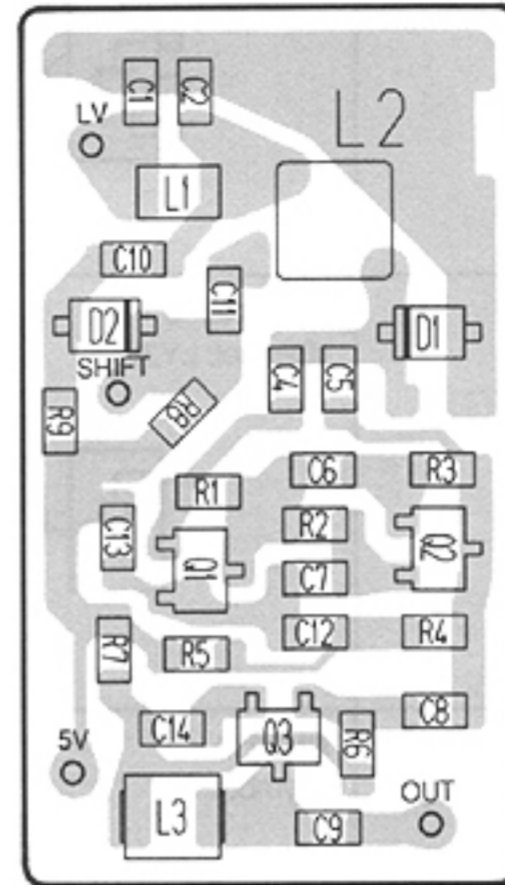 C1 C2
LV
L2
L1
C10
C11
D2
D1
SHIFT
C4 C5
R9
R8
C6 R3
R1
R2
C13
Q1
Q2
C7
C12 R4
R7
R5
C8
C14
Q3
R6
5V
OUT
L3
C9